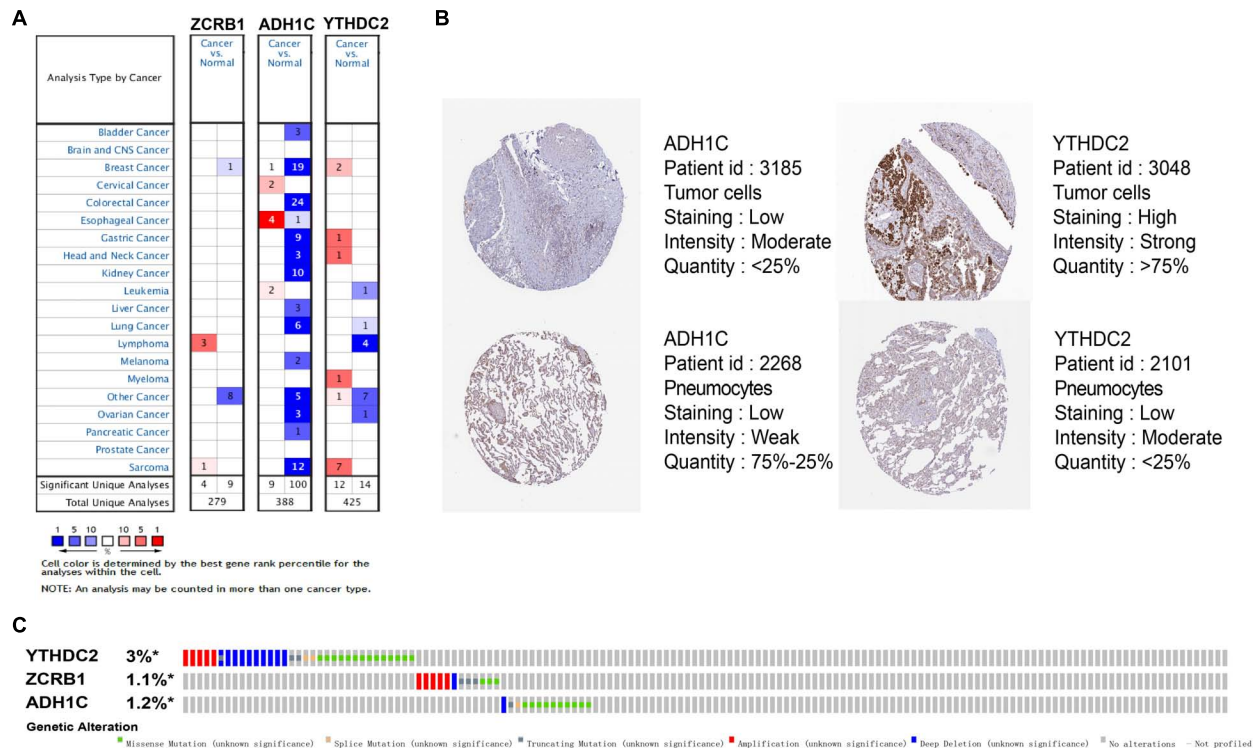 A
ZCRB1 ADH1C YTHDC2
Analysis Type by Cancer
Cancer vs. Normal
Cancer vs. Normal
Cancer vs. Normal
Bladder Cancer 3
Brain and CNS Cancer
Breast Cancer 1 1 19 2
Cervical Cancer 2
Colorectal Cancer 24
Esophageal Cancer 4 1
Gastric Cancer 9 1
Head and Neck Cancer 3 1
Kidney Cancer 10
Leukemia 2 1
Liver Cancer 3
Lung Cancer 6 1
Lymphoma 3 4
Melanoma 2
Myeloma 1
Other Cancer 8 5 1 7
Ovarian Cancer 3 1
Pancreatic Cancer 1
Prostate Cancer
Sarcoma 1 12 7
Significant Unique Analyses 4 9 9 100 12 14
Total Unique Analyses 279 388 425
1 5 10 10 5 1
%
Cell color is determined by the best gene rank percentile for the
analyses within the cell.
NOTE: An analysis may be counted in more than one cancer type.
B
ADH1C
Patient id : 3185
Tumor cells
Staining : Low
Intensity : Moderate
Quantity : <25%
YTHDC2
Patient id : 3048
Tumor cells
Staining : High
Intensity : Strong
Quantity : >75%
ADH1C
Patient id : 2268
Pneumocytes
Staining : Low
Intensity : Weak
Quantity : 75%-25%
YTHDC2
Patient id : 2101
Pneumocytes
Staining : Low
Intensity : Moderate
Quantity : <25%
C
YTHDC2 3%*
ZCRB1 1.1%*
ADH1C 1.2%*
Genetic Alteration
Missense Mutation (unknown significance) Splice Mutation (unknown significance) Truncating Mutation (unknown significance) Amplification (unknown significance) Deep Deletion (unknown significance) No alterations – Not profiled